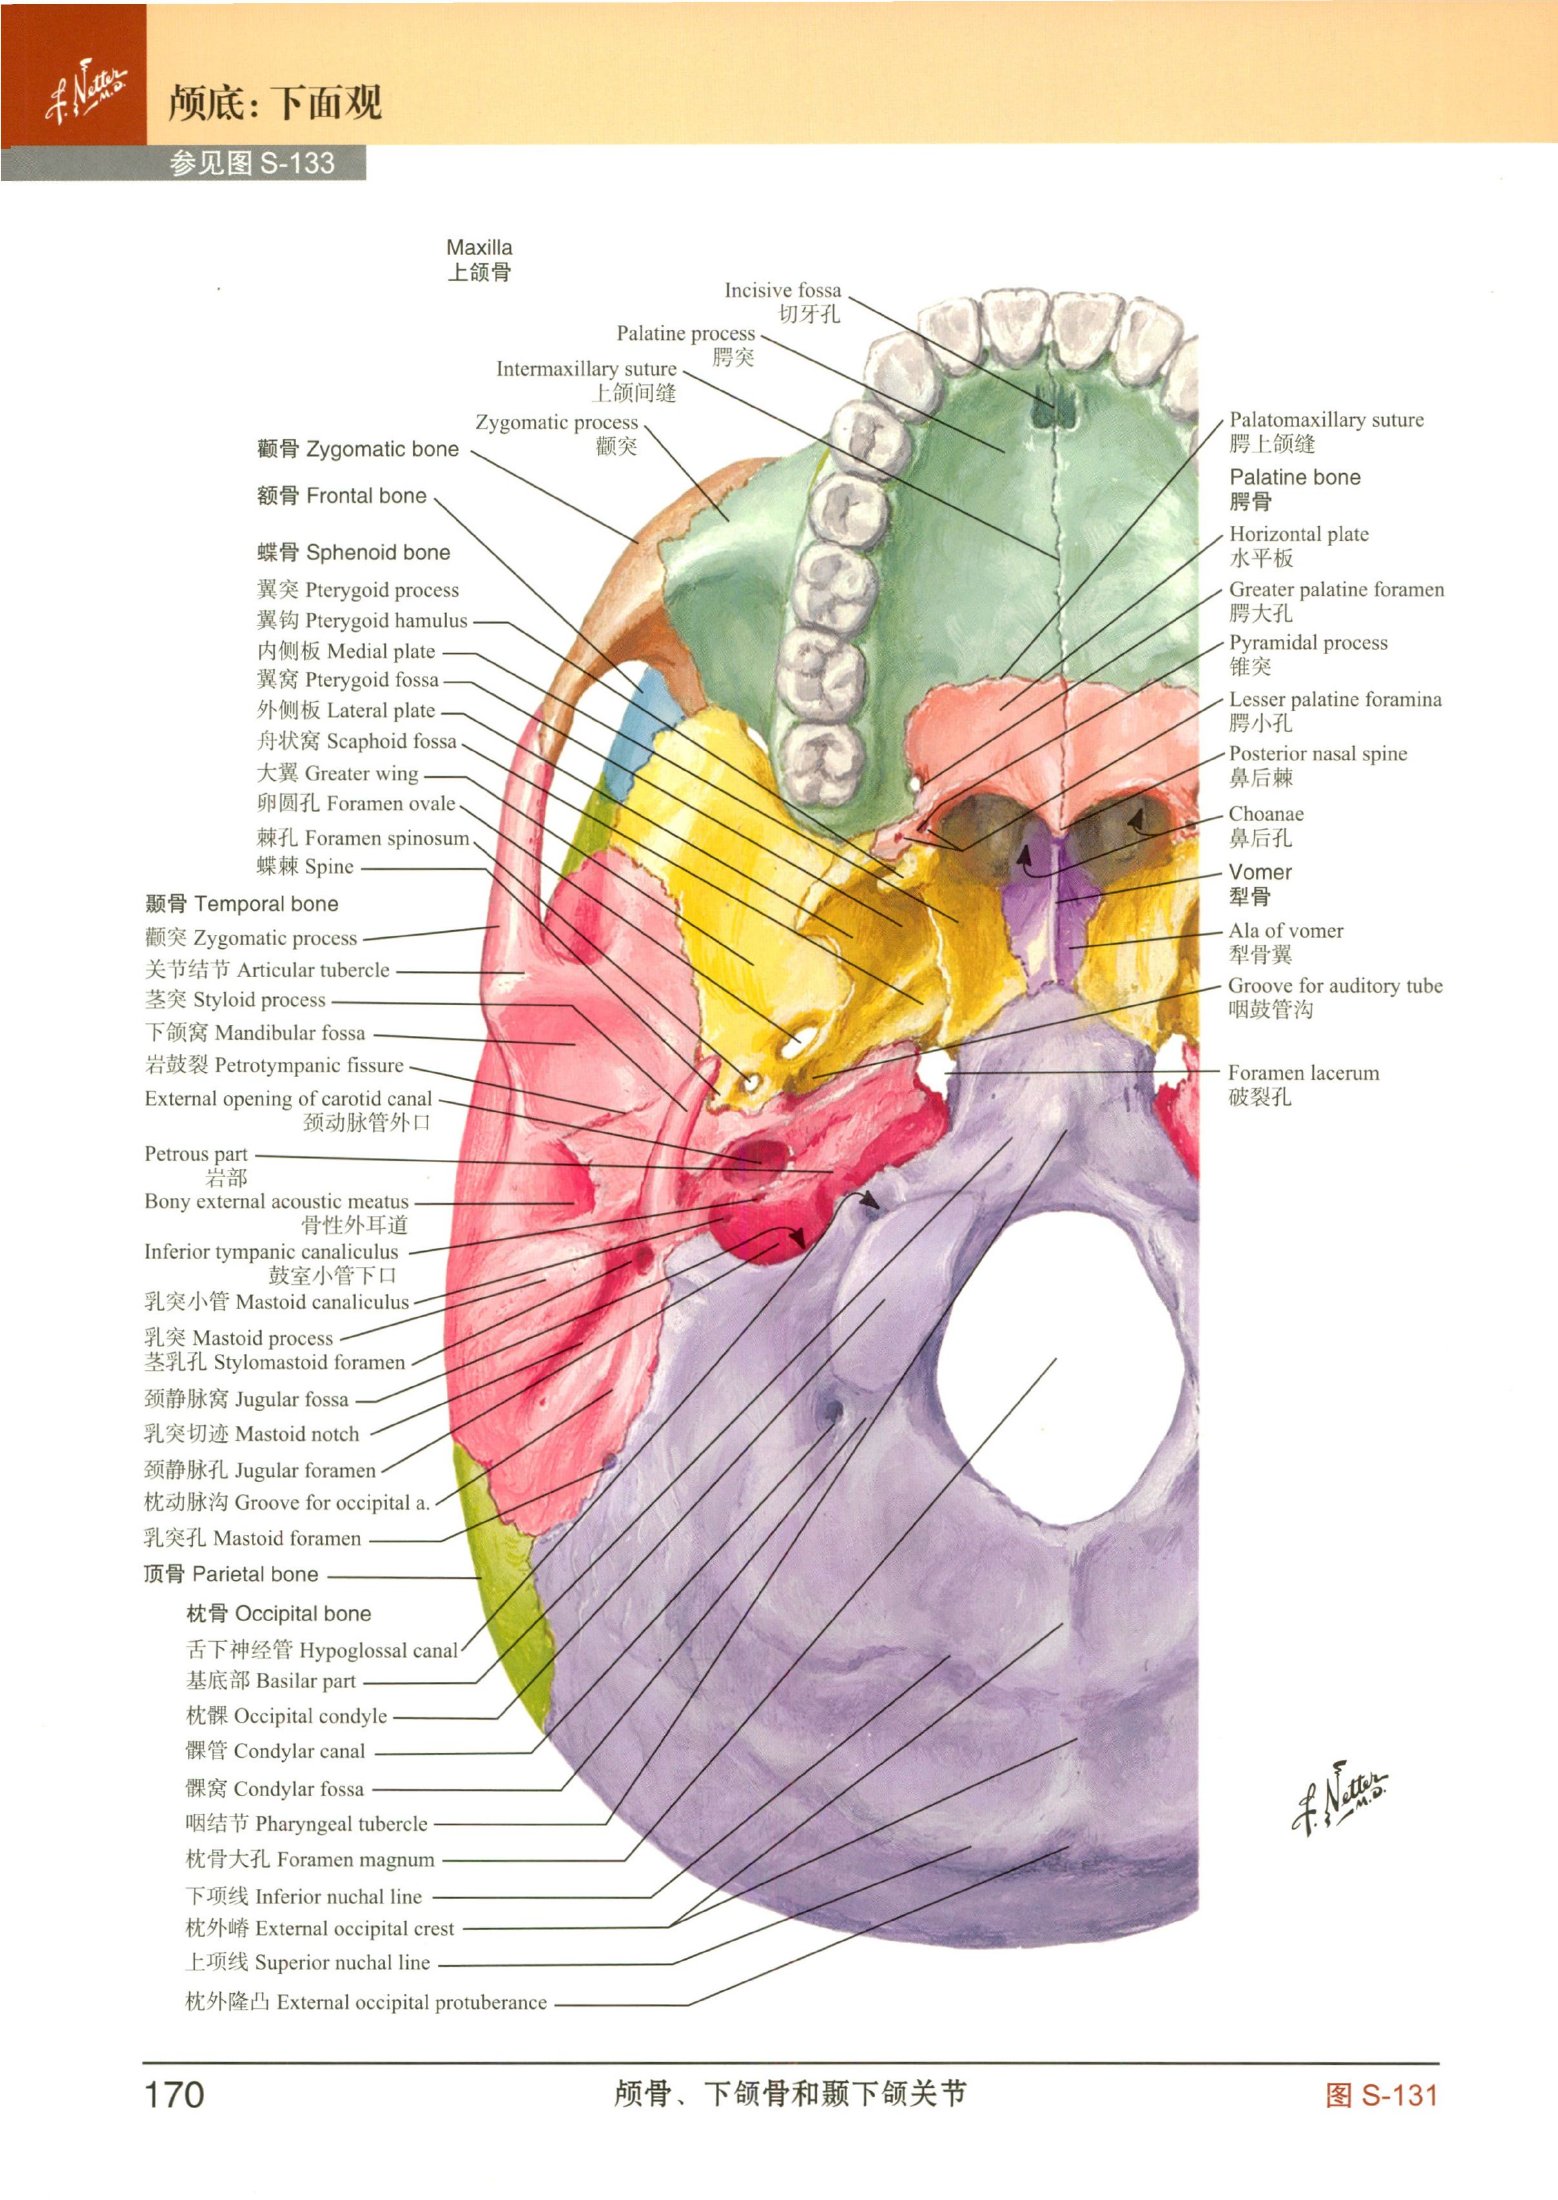 F. Netter M.D.
颅底：下面观
参见图 S-133
Maxilla
上颌骨
Incisive fossa
切牙孔
Palatine process
腭突
Intermaxillary suture
上颌间缝
Zygomatic process
颧突
颧骨 Zygomatic bone
额骨 Frontal bone
蝶骨 Sphenoid bone
翼突 Pterygoid process
翼钩 Pterygoid hamulus
内侧板 Medial plate
翼窝 Pterygoid fossa
外侧板 Lateral plate
舟状窝 Scaphoid fossa
大翼 Greater wing
卵圆孔 Foramen ovale
棘孔 Foramen spinosum
蝶棘 Spine
颞骨 Temporal bone
颧突 Zygomatic process
关节结节 Articular tubercle
茎突 Styloid process
下颌窝 Mandibular fossa
岩鼓裂 Petrotympanic fissure
External opening of carotid canal
颈动脉管外口
Petrous part
岩部
Bony external acoustic meatus
骨性外耳道
Inferior tympanic canaliculus
鼓室小管下口
乳突小管 Mastoid canaliculus
乳突 Mastoid process
茎乳孔 Stylomastoid foramen
颈静脉窝 Jugular fossa
乳突切迹 Mastoid notch
颈静脉孔 Jugular foramen
枕动脉沟 Groove for occipital a.
乳突孔 Mastoid foramen
顶骨 Parietal bone
枕骨 Occipital bone
舌下神经管 Hypoglossal canal
基底部 Basilar part
枕髁 Occipital condyle
髁管 Condylar canal
髁窝 Condylar fossa
咽结节 Pharyngeal tubercle
枕骨大孔 Foramen magnum
下项线 Inferior nuchal line
枕外嵴 External occipital crest
上项线 Superior nuchal line
枕外隆凸 External occipital protuberance
Palatomaxillary suture
腭上颌缝
Palatine bone
腭骨
Horizontal plate
水平板
Greater palatine foramen
腭大孔
Pyramidal process
锥突
Lesser palatine foramina
腭小孔
Posterior nasal spine
鼻后棘
Choanae
鼻后孔
Vomer
犁骨
Ala of vomer
犁骨翼
Groove for auditory tube
咽鼓管沟
Foramen lacerum
破裂孔
F. Netter M.D.
170
颅骨、下颌骨和颞下颌关节
图 S-131